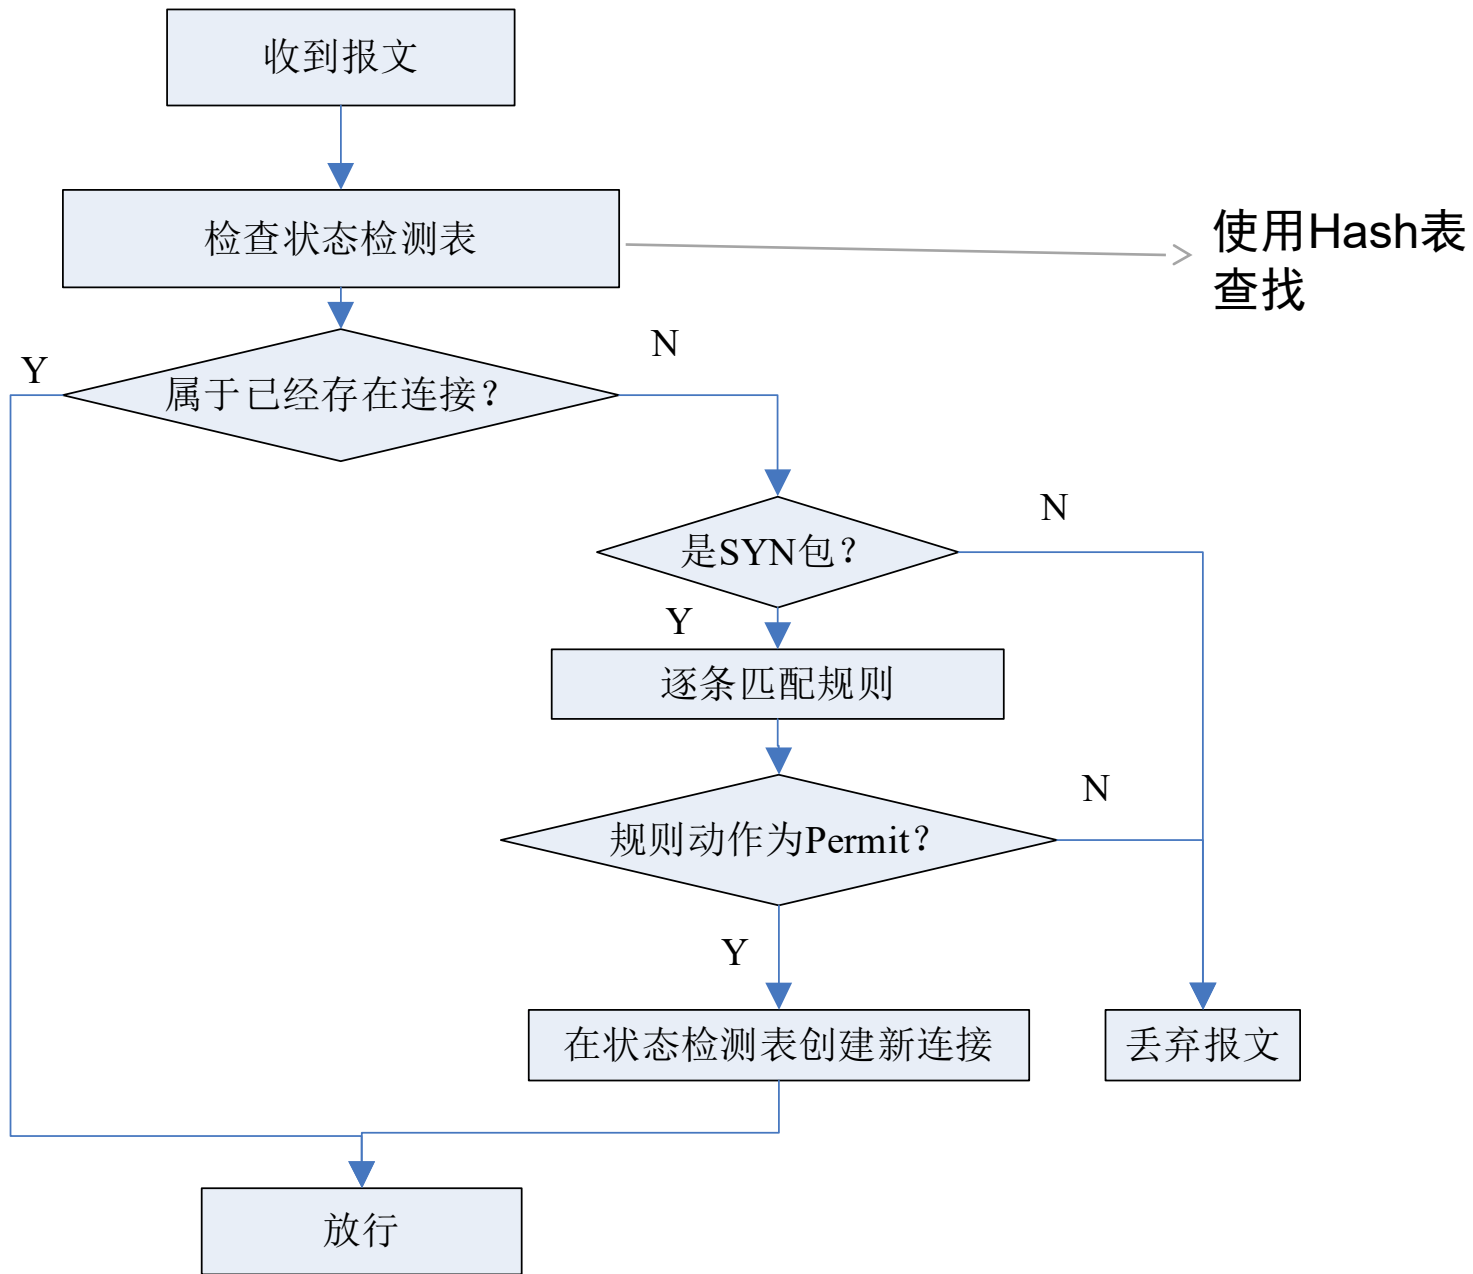 收到报文
检查状态检测表
使用Hash表
查找
Y
N
属于已经存在连接?
N
是SYN包?
Y
逐条匹配规则
N
规则动作为Permit?
Y
在状态检测表创建新连接
丢弃报文
放行